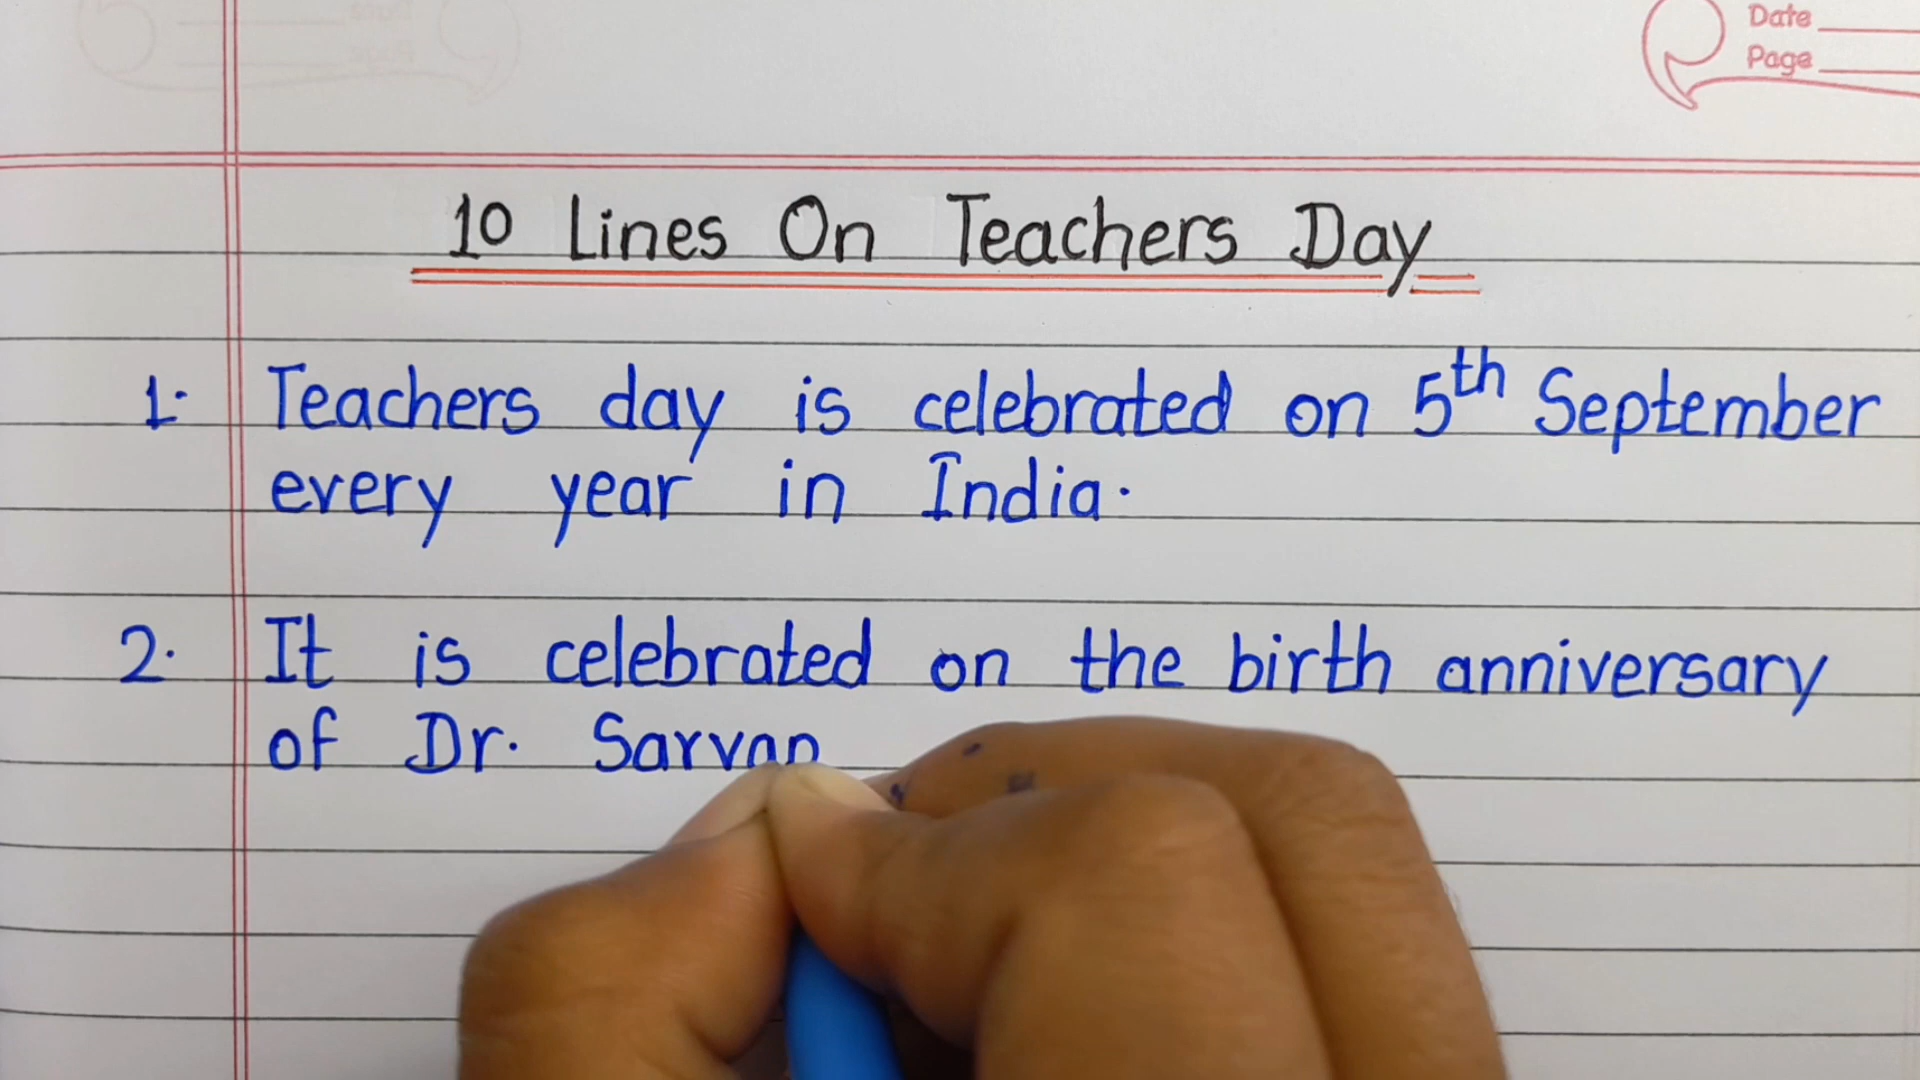 Date
Page
10 Lines On Teachers Day
1. Teachers day is celebrated on 5th September
every year in India.
2. It is celebrated on the birth anniversary
of Dr. Sarvap